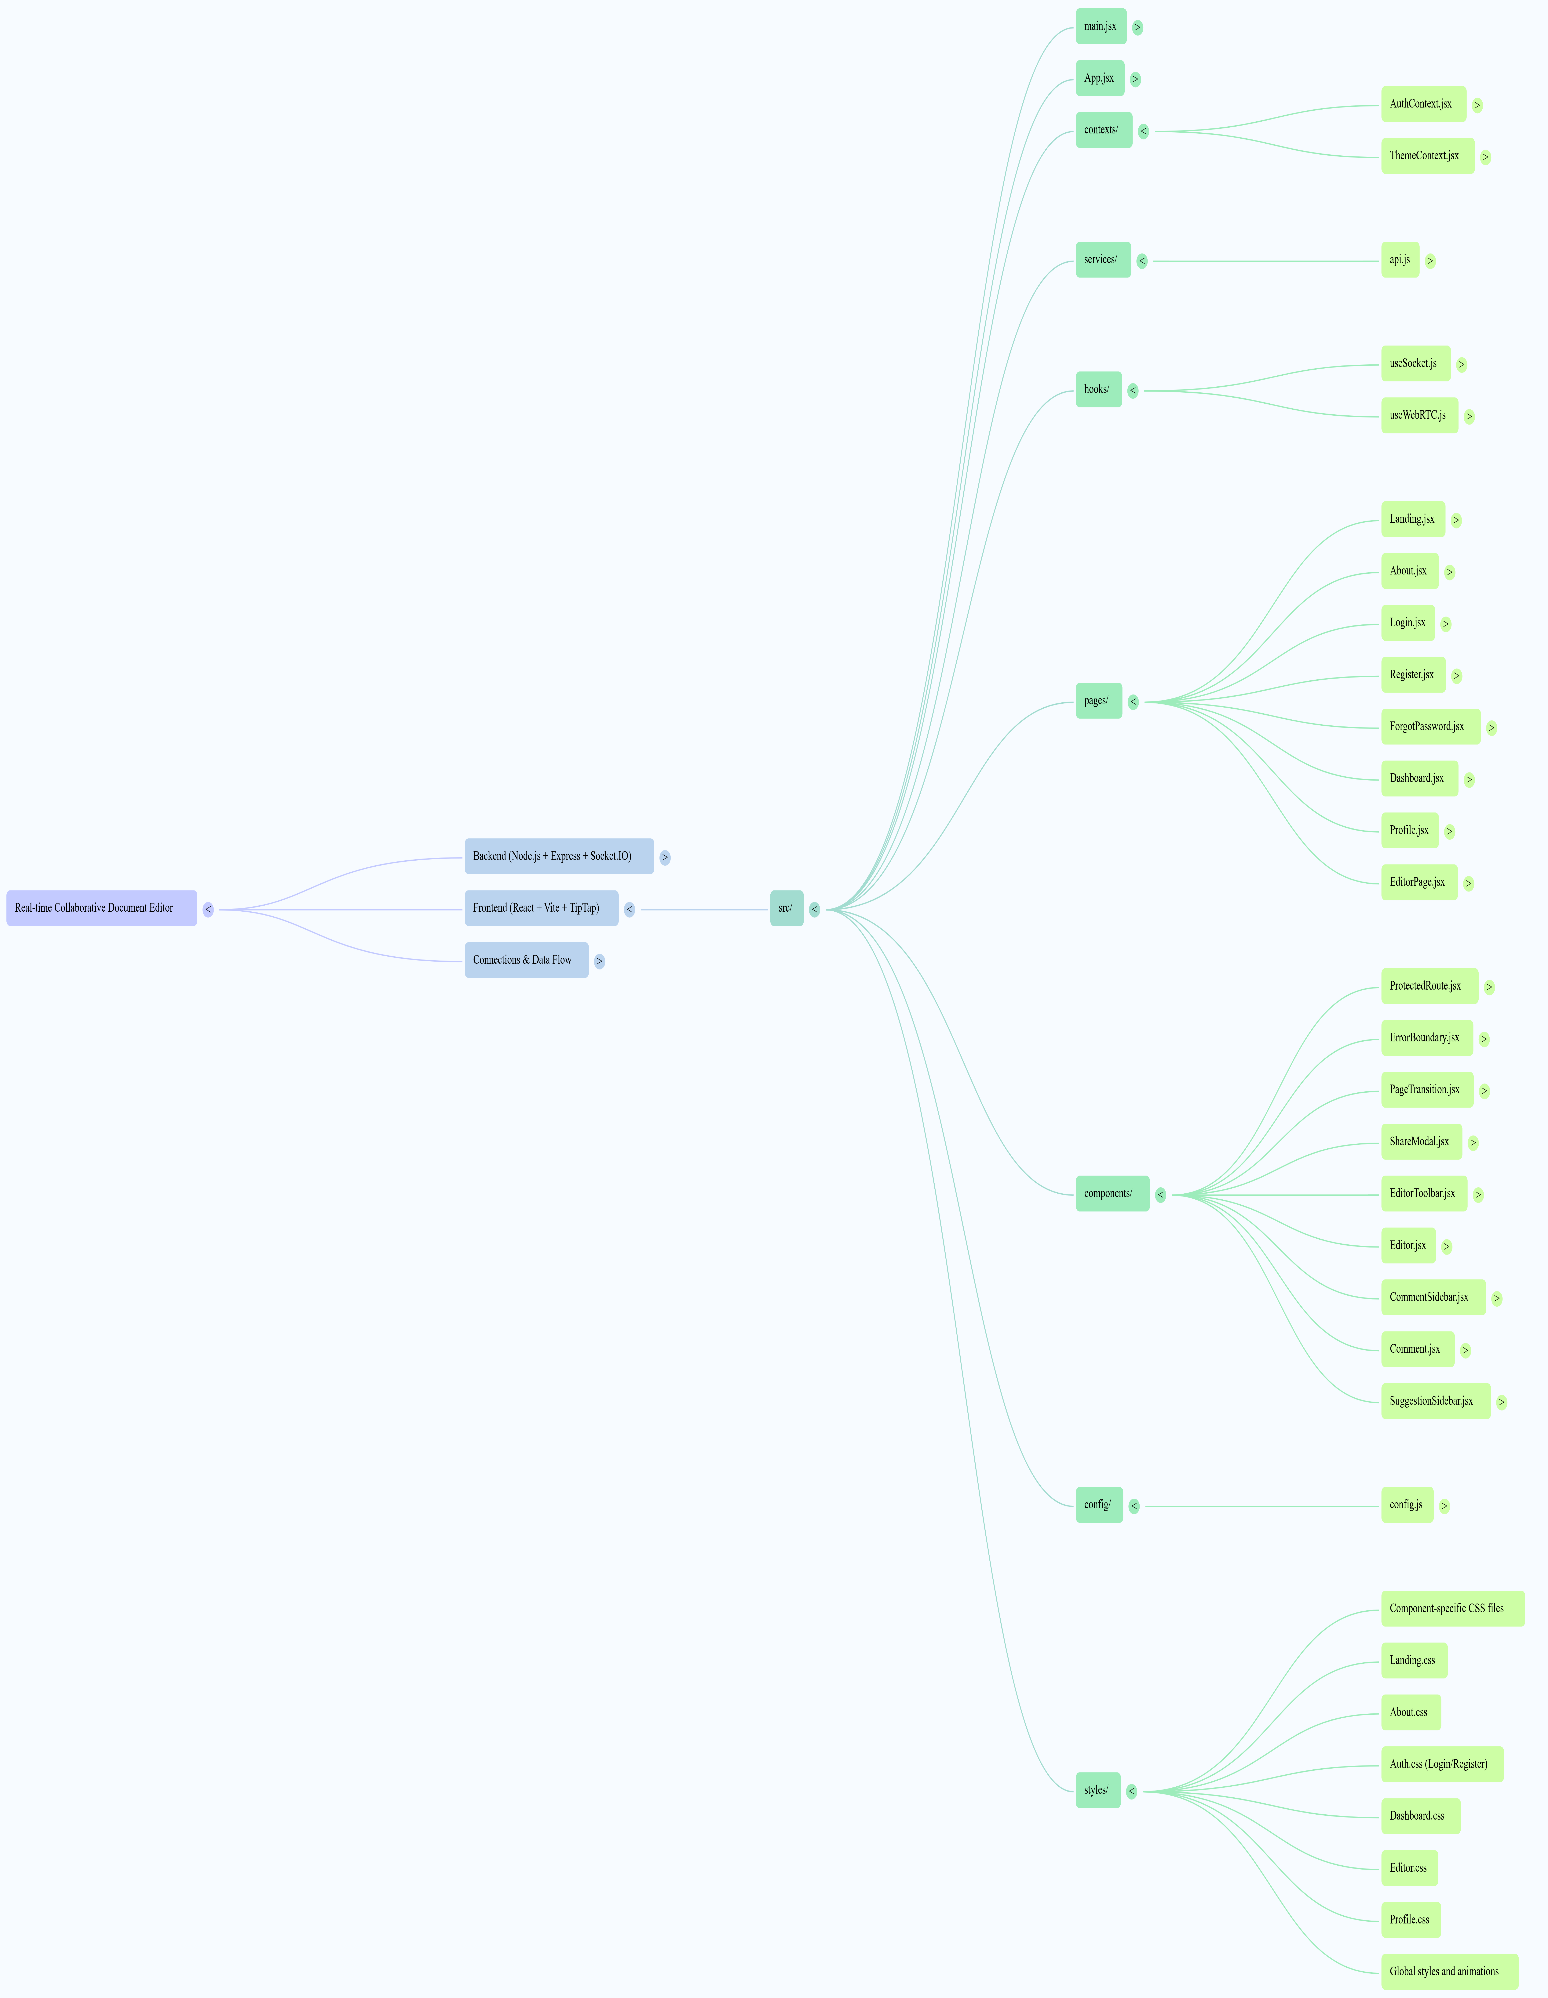 Real-time Collaborative Document Editor <
Backend (Node.js + Express + Socket.IO) >
Frontend (React + Vite + TipTap) <
Connections & Data Flow >
src/ <
main.jsx >
App.jsx >
contexts/ <
AuthContext.jsx >
ThemeContext.jsx >
services/ <
api.js >
hooks/ <
useSocket.js >
useWebRTC.js >
pages/ <
Landing.jsx >
About.jsx >
Login.jsx >
Register.jsx >
ForgotPassword.jsx >
Dashboard.jsx >
Profile.jsx >
EditorPage.jsx >
components/ <
ProtectedRoute.jsx >
ErrorBoundary.jsx >
PageTransition.jsx >
ShareModal.jsx >
EditorToolbar.jsx >
Editor.jsx >
CommentSidebar.jsx >
Comment.jsx >
SuggestionSidebar.jsx >
config/ <
config.js >
styles/ <
Component-specific CSS files
Landing.css
About.css
Auth.css (Login/Register)
Dashboard.css
Editor.css
Profile.css
Global styles and animations